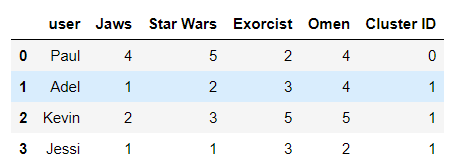 user Jaws Star Wars Exorcist Omen Cluster ID
0 Paul 4 5 2 4 0
1 Adel 1 2 3 4 1
2 Kevin 2 3 5 5 1
3 Jessi 1 1 3 2 1